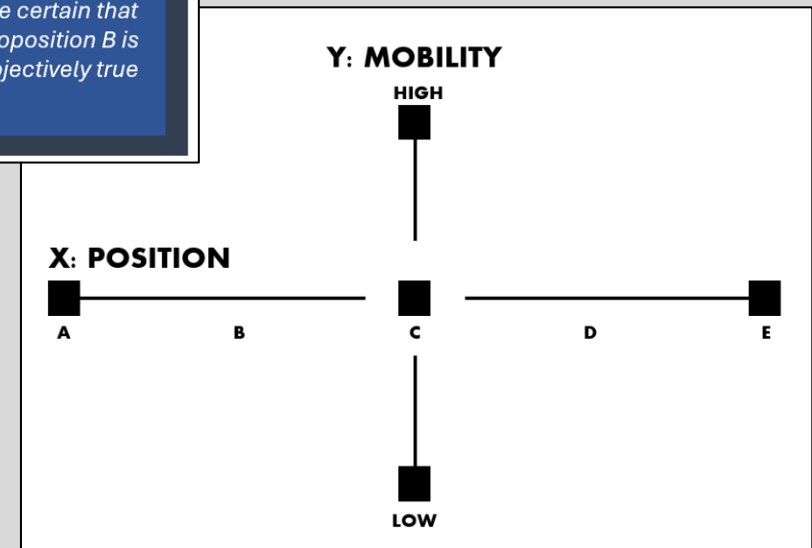 e certain that
oposition B is
jectively true
Y: MOBILITY
HIGH
X: POSITION
A B C D E
LOW